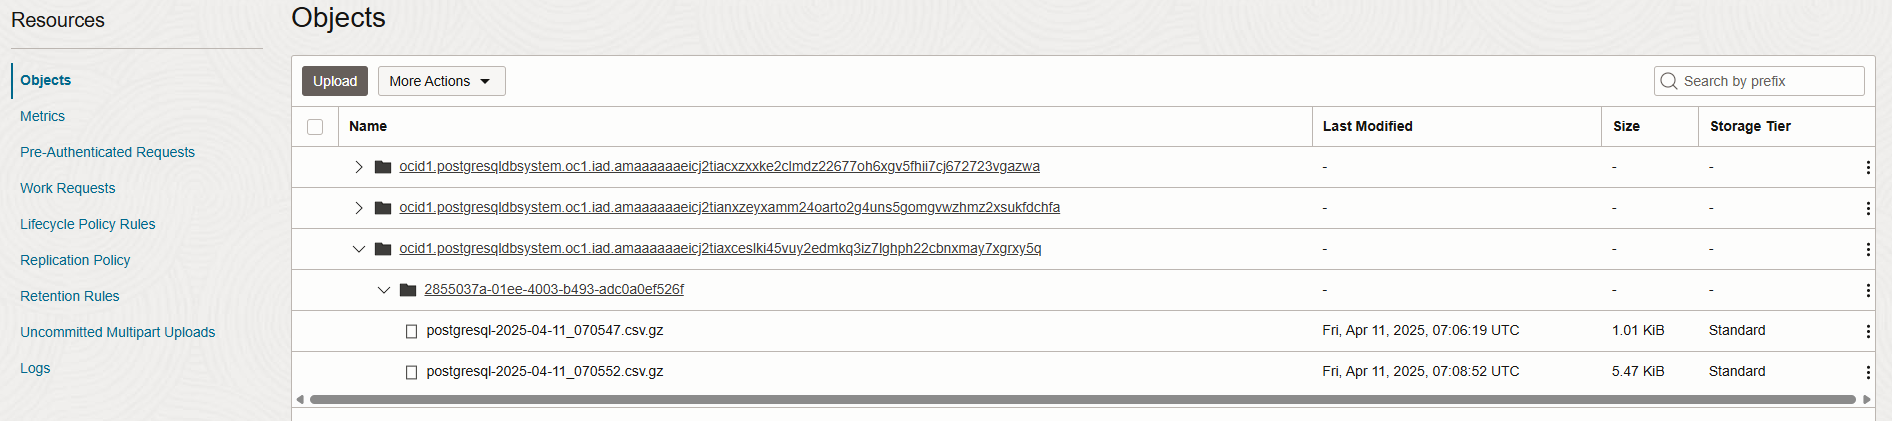 Resources
Objects
Metrics
Pre-Authenticated Requests
Work Requests
Lifecycle Policy Rules
Replication Policy
Retention Rules
Uncommitted Multipart Uploads
Logs
Objects
Upload More Actions Search by prefix
Name Last Modified Size Storage Tier
ocid1.postgresqldbsystem.oc1.iad.amaaaaaaeicj2tiacxzxxke2clmdz22677oh6xgv5fhii7cj672723vgazwa - - -
ocid1.postgresqldbsystem.oc1.iad.amaaaaaaeicj2tianxzeyxamm24oarto2g4uns5gomgvwzhmz2xsukfdchfa - - -
ocid1.postgresqldbsystem.oc1.iad.amaaaaaaeicj2tiaxceslki45vuy2edmkq3iz7lghph22cbnxmay7xgrxy5q - - -
2855037a-01ee-4003-b493-adc0a0ef526f - - -
postgresql-2025-04-11_070547.csv.gz Fri, Apr 11, 2025, 07:06:19 UTC 1.01 KiB Standard
postgresql-2025-04-11_070552.csv.gz Fri, Apr 11, 2025, 07:08:52 UTC 5.47 KiB Standard